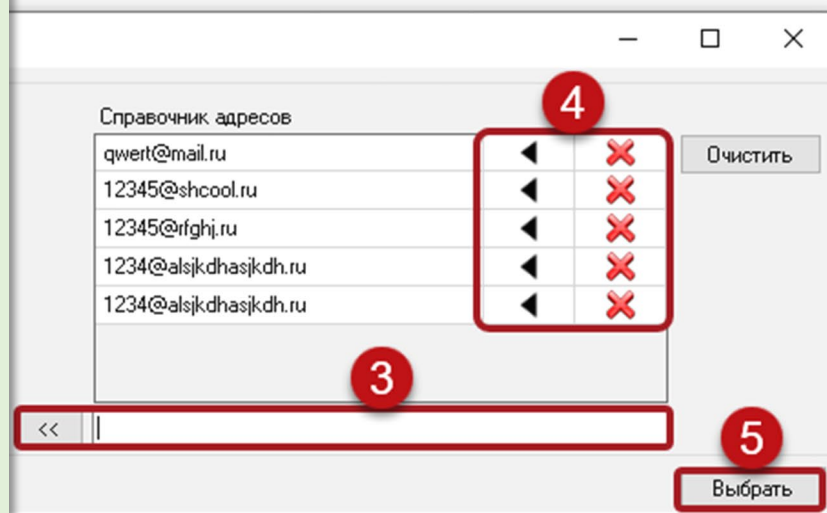 4
Справочник адресов
qwert@mail.ru
Очистить
12345@shcool.ru
12345@rfghj.ru
1234@alsjkdhasjkdh.ru
1234@alsjkdhasjkdh.ru
3
<<
5
Выбрать